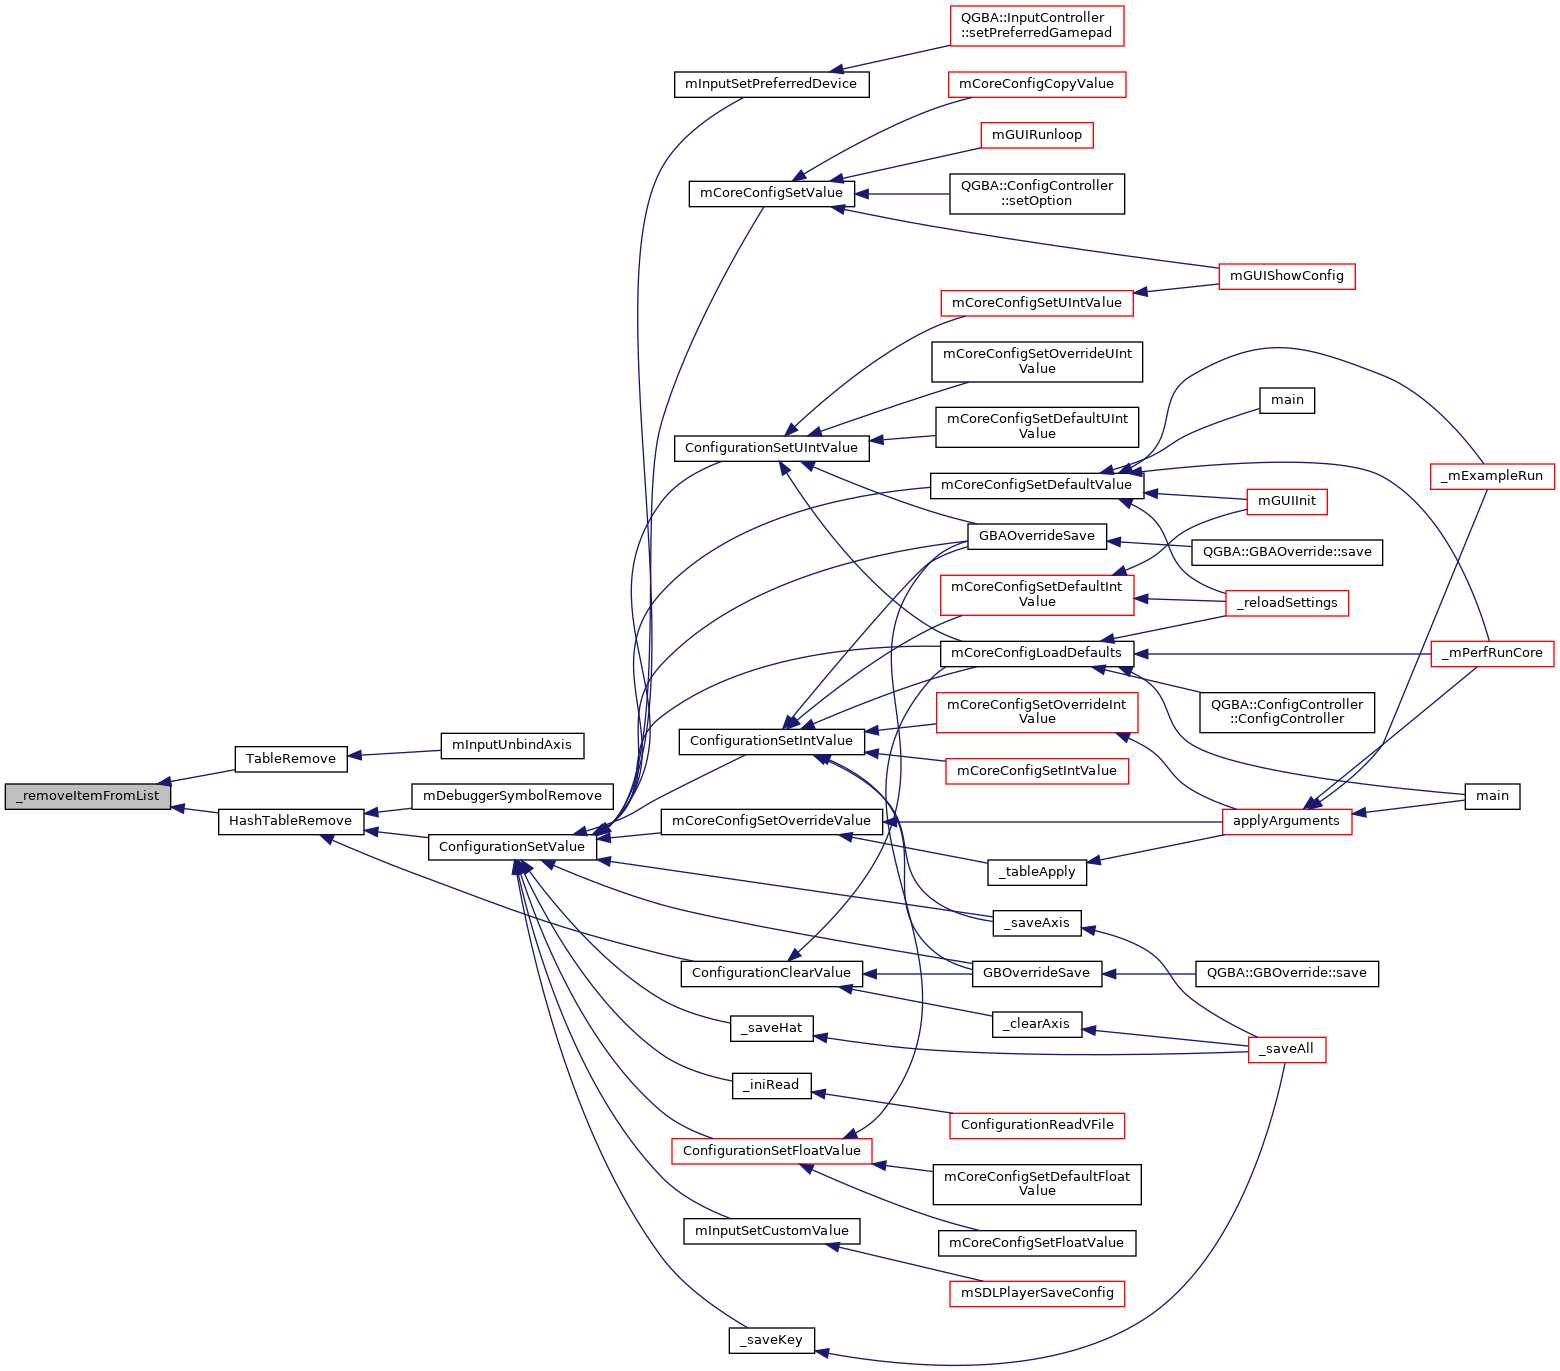 QGBA::InputController
::setPreferredGamepad
mInputSetPreferredDevice
mCoreConfigCopyValue
mGUIRunloop
mCoreConfigSetValue
QGBA::ConfigController
::setOption
mGUIShowConfig
mCoreConfigSetUIntValue
mCoreConfigSetOverrideUInt
Value
main
mCoreConfigSetDefaultUInt
Value
ConfigurationSetUIntValue
mCoreConfigSetDefaultValue
_mExampleRun
mGUIInit
GBAOverrideSave
QGBA::GBAOverride::save
mCoreConfigSetDefaultInt
Value
_reloadSettings
mCoreConfigLoadDefaults
_mPerfRunCore
mCoreConfigSetOverrideInt
Value
QGBA::ConfigController
::ConfigController
ConfigurationSetIntValue
mInputUnbindAxis
TableRemove
mCoreConfigSetIntValue
_removeItemFromList
mDebuggerSymbolRemove
main
HashTableRemove
mCoreConfigSetOverrideValue
applyArguments
ConfigurationSetValue
_tableApply
_saveAxis
ConfigurationClearValue
GBOverrideSave
QGBA::GBOverride::save
_saveHat
_clearAxis
_saveAll
_iniRead
ConfigurationReadVFile
ConfigurationSetFloatValue
mCoreConfigSetDefaultFloat
Value
mInputSetCustomValue
mCoreConfigSetFloatValue
mSDLPlayerSaveConfig
_saveKey